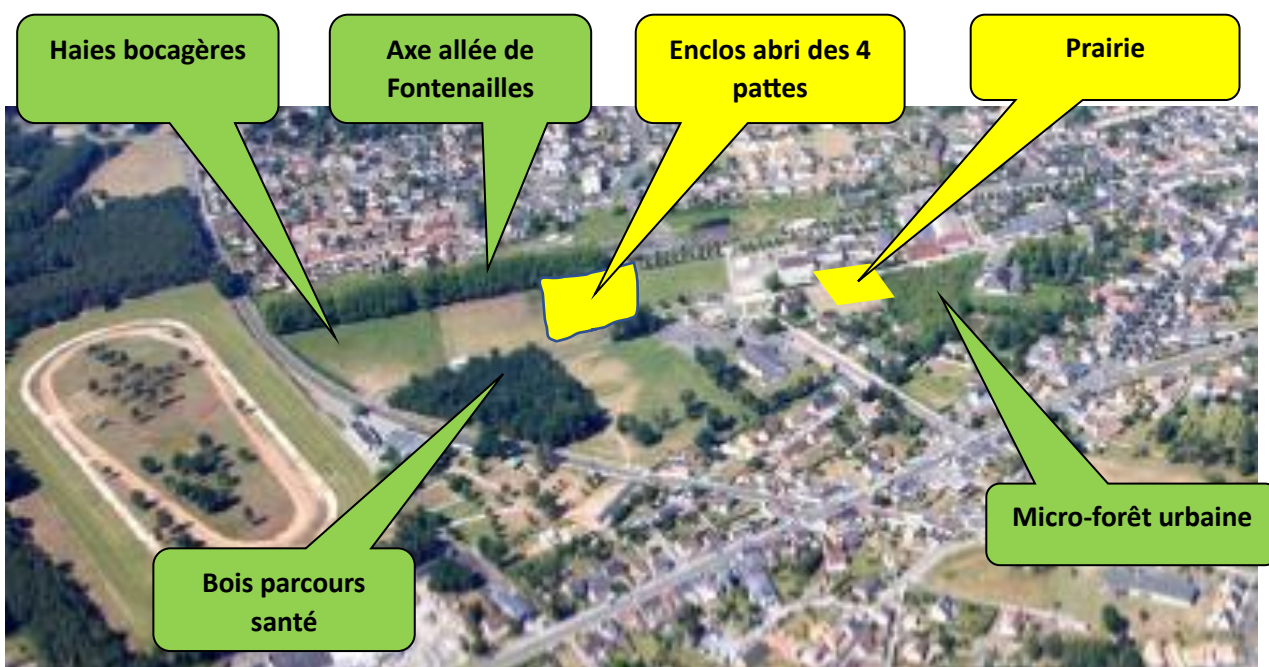 Haies bocagères
Axe allée de
Fontenailles
Enclos abri des 4
pattes
Prairie
Micro-forêt urbaine
Bois parcours
santé